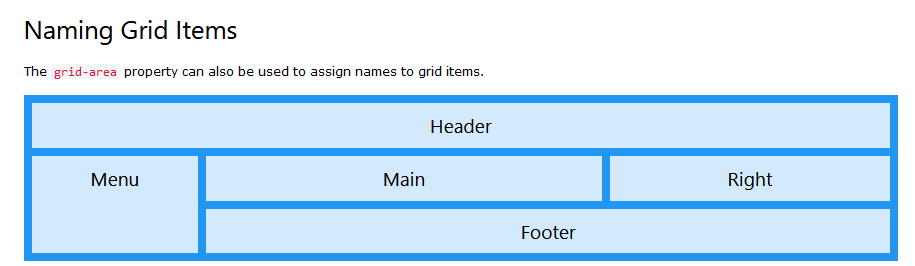 Naming Grid Items
The grid-area property can also be used to assign names to grid items.
Header
Menu
Main
Right
Footer